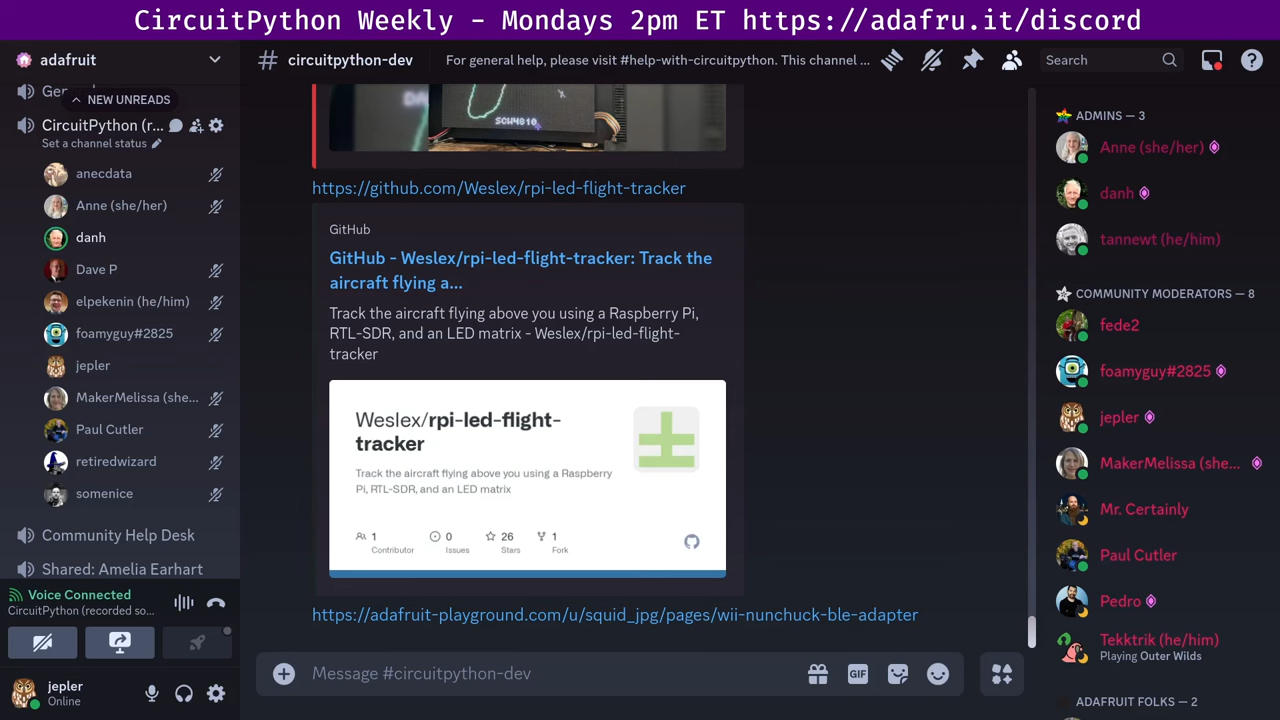 CircuitPython Weekly - Mondays 2pm ET https://adafru.it/discord
adafruit
NEW UNREADS
CircuitPython (r...
Set a channel status
anecdata
Anne (she/her)
danh
Dave P
elpekenin (he/him)
foamyguy#2825
jepler
MakerMelissa (she...
Paul Cutler
retiredwizard
somenice
Community Help Desk
Shared: Amelia Earhart
Voice Connected
CircuitPython (recorded so...
jepler
Online
# circuitpython-dev
For general help, please visit #help-with-circuitpython. This channel ...
Search
SCW4810
https://github.com/Weslex/rpi-led-flight-tracker
GitHub
GitHub - Weslex/rpi-led-flight-tracker: Track the
aircraft flying a...
Track the aircraft flying above you using a Raspberry Pi,
RTL-SDR, and an LED matrix - Weslex/rpi-led-flight-
tracker
Weslex/rpi-led-flight-
tracker
Track the aircraft flying above you using a Raspberry
Pi, RTL-SDR, and an LED matrix
1
Contributor
0
Issues
26
Stars
1
Fork
https://adafruit-playground.com/u/squid_jpg/pages/wii-nunchuck-ble-adapter
Message #circuitpython-dev
GIF
ADMINS — 3
Anne (she/her)
danh
tannewt (he/him)
COMMUNITY MODERATORS — 8
fede2
foamyguy#2825
jepler
MakerMelissa (she...
Mr. Certainly
Paul Cutler
Pedro
Tekktrik (he/him)
Playing Outer Wilds
ADAFRUIT FOLKS — 2